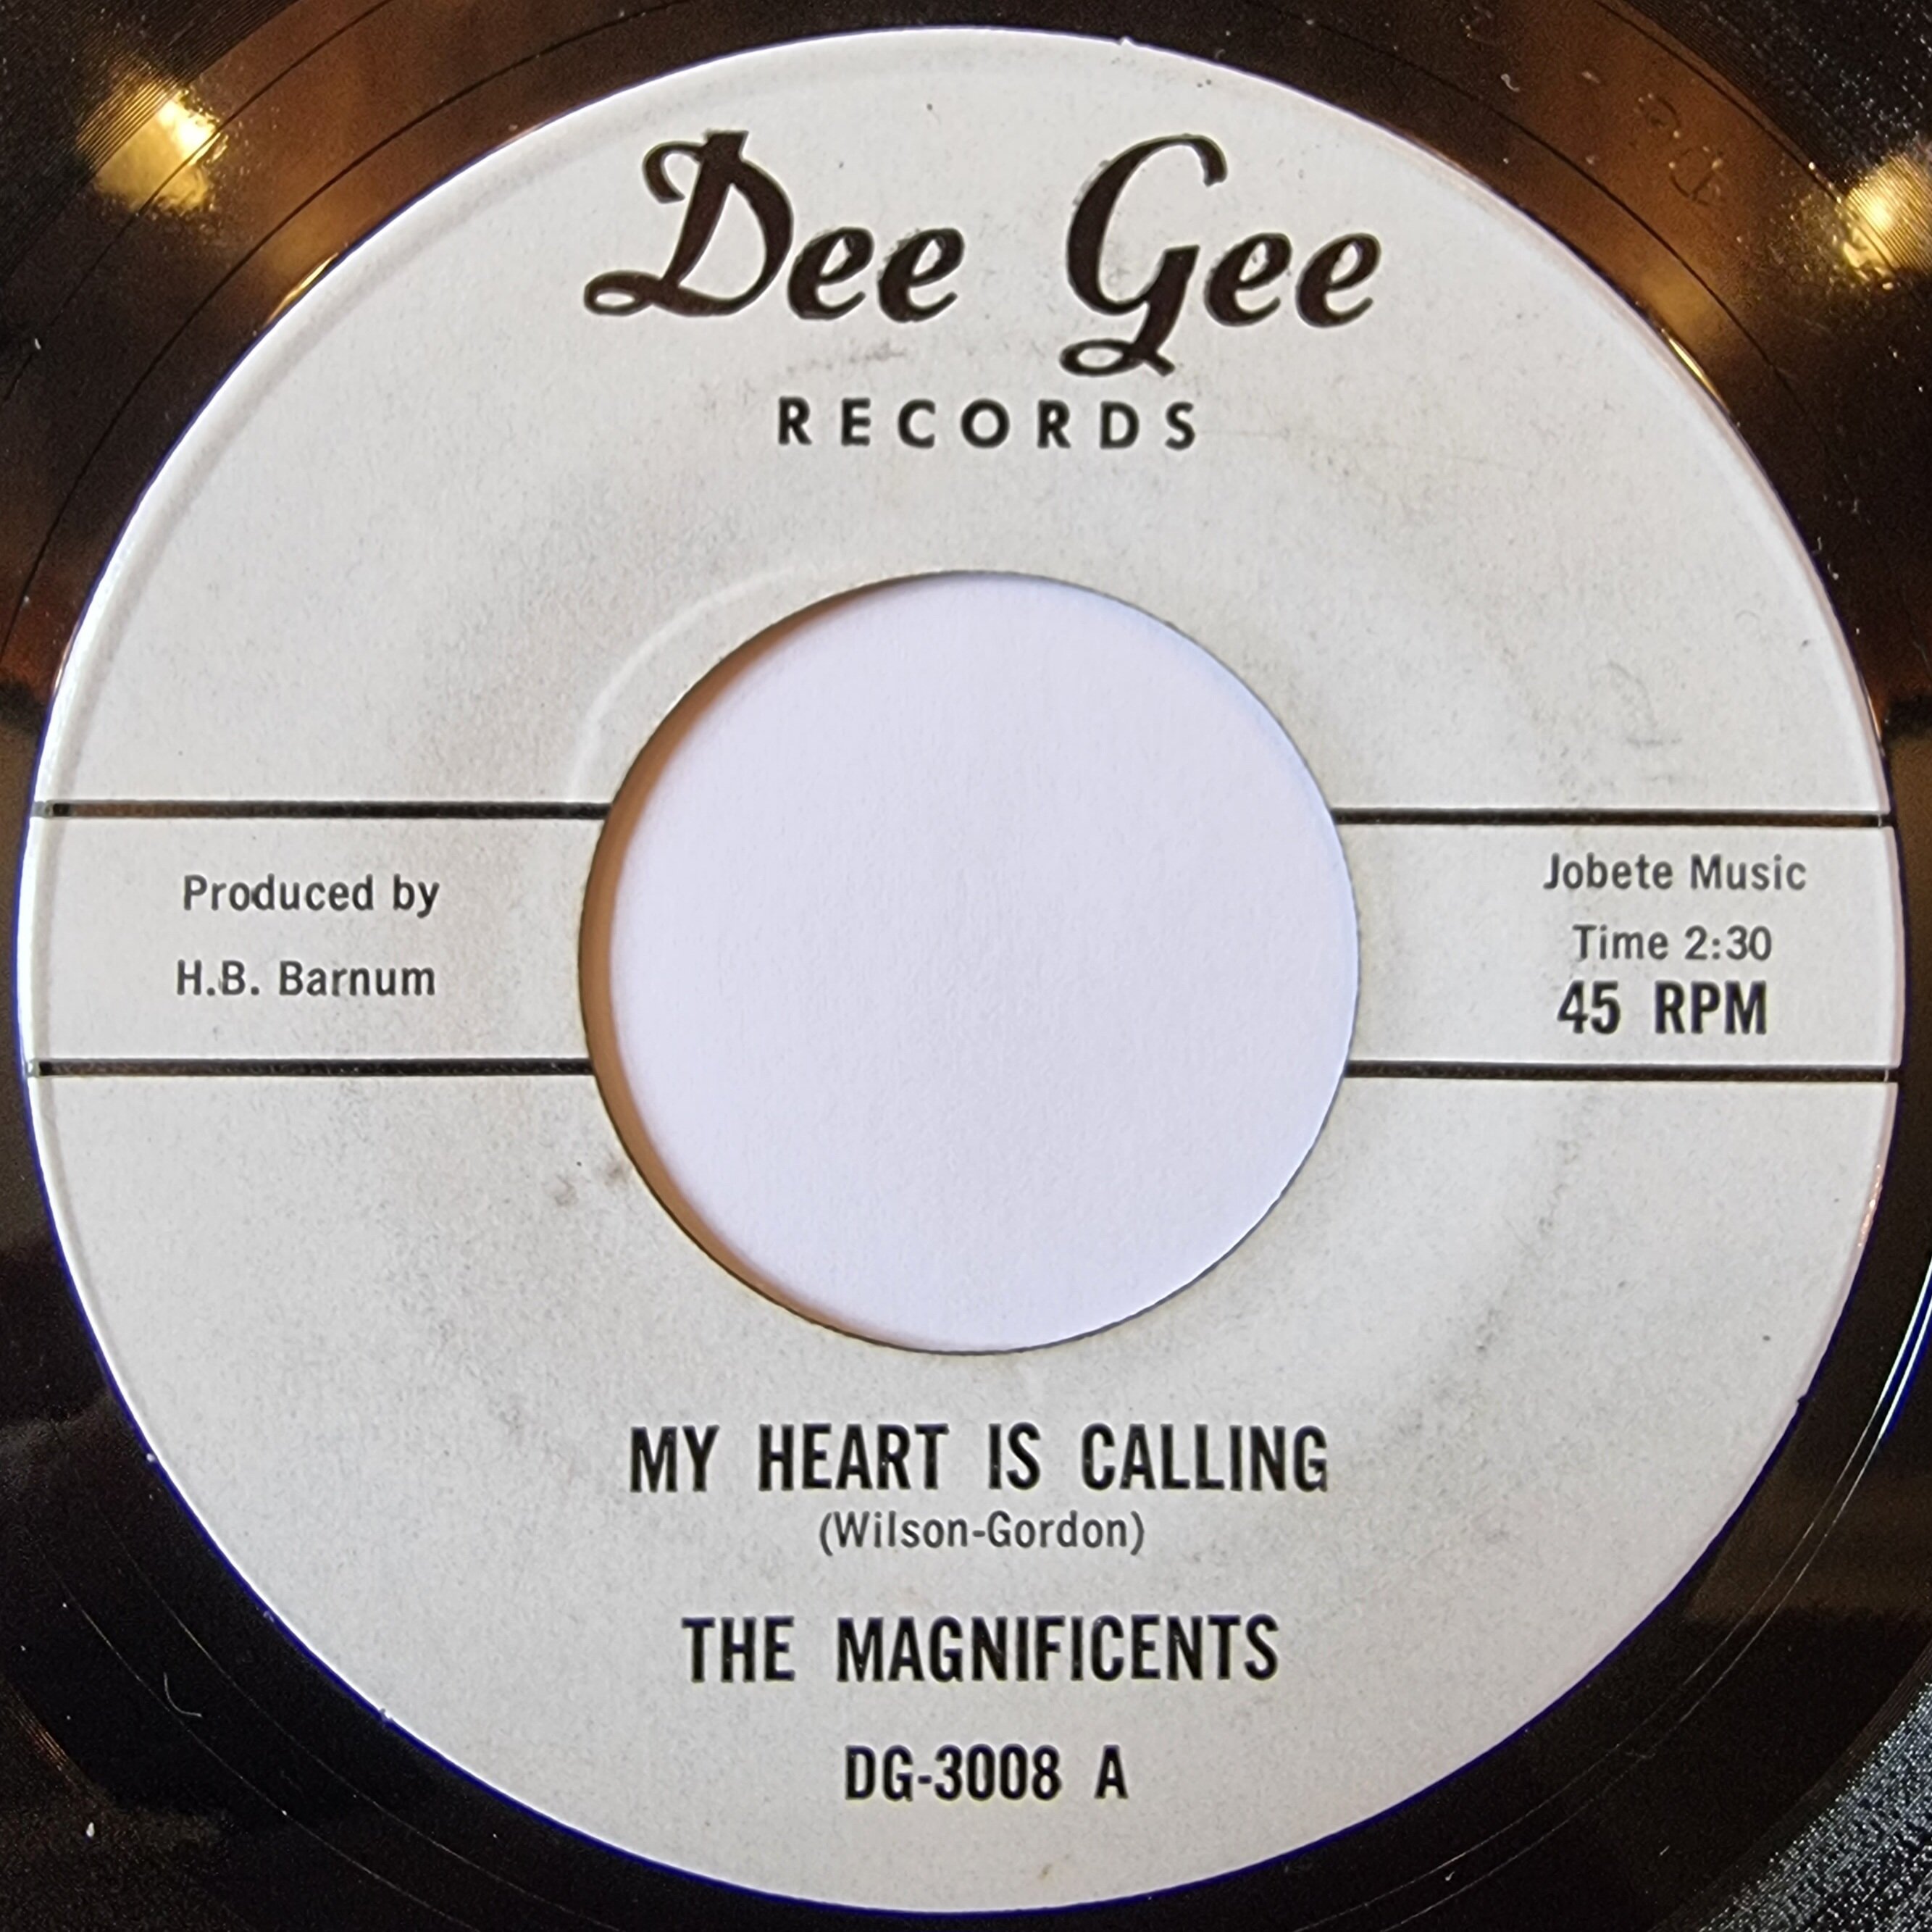 Dee Gee
RECORDS
Produced by
H.B. Barnum
Jobete Music
Time 2:30
45 RPM
MY HEART IS CALLING
(Wilson-Gordon)
THE MAGNIFICENTS
DG-3008 A